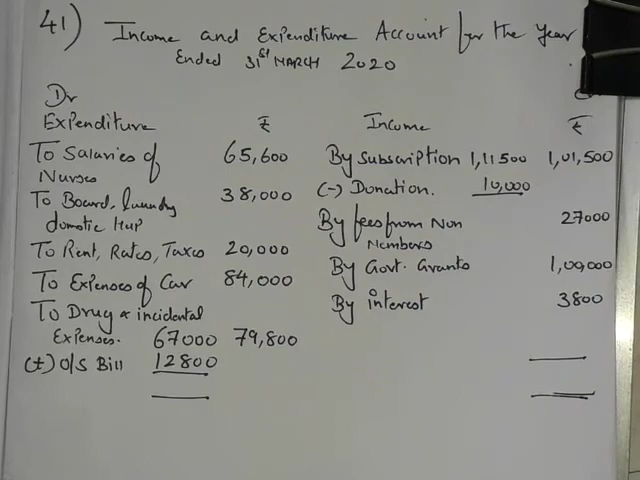 41) Income and Expenditure Account for the Year
Ended 31st MARCH 2020
Dr
Expenditure ₹ Income ₹
To Salaries of 65,600 By Subscription 1,11500 1,01,500
Nurses
(-) Donation. 10,000
To Board, laundry 38,000
domotic Help
By fees from Non 27000
Members
To Rent, Rates, Taxes 20,000
By Govt. Grants 1,00,000
To Expenses of Car 84,000
By interest 3800
To Drug & incidental
Expenses. 67000 79,800
(+) O/S Bill 12800